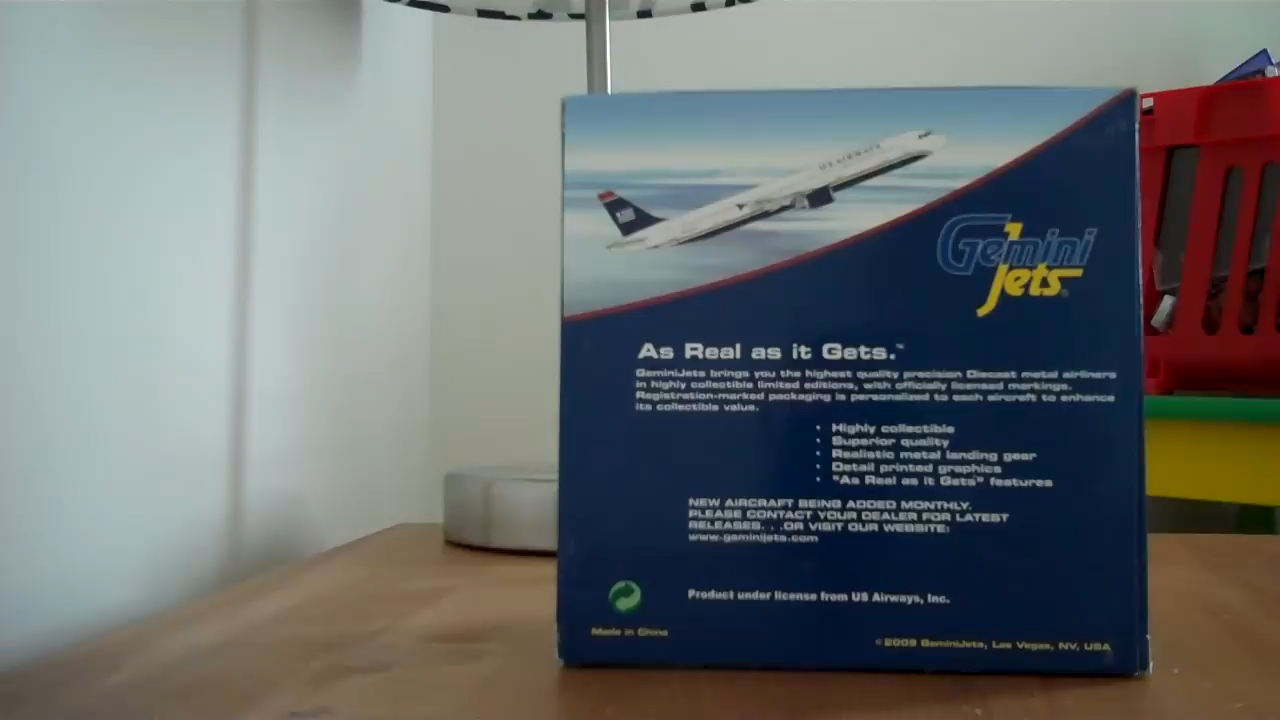 US AIRWAYS
Gemini
Jets®
As Real as it Gets.™
GeminiJets brings you the highest quality precision Diecast metal airliners
in highly collectible limited editions, with officially licensed markings.
Registration-marked packaging is personalized to each aircraft to enhance
its collectible value.
• Highly collectible
• Superior quality
• Realistic metal landing gear
• Detail printed graphics
• "As Real as it Gets" features
NEW AIRCRAFT BEING ADDED MONTHLY.
PLEASE CONTACT YOUR DEALER FOR LATEST
RELEASES. . .OR VISIT OUR WEBSITE:
www.geminijets.com
Product under license from US Airways, Inc.
Made in China
©2009 GeminiJets, Las Vegas, NV, USA